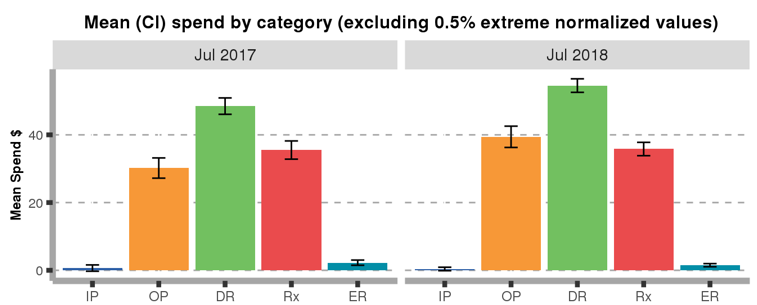 Mean (CI) spend by category (excluding 0.5% extreme normalized values)
Jul 2017
Jul 2018
Mean Spend $
40
20
0
IP OP DR Rx ER
IP OP DR Rx ER